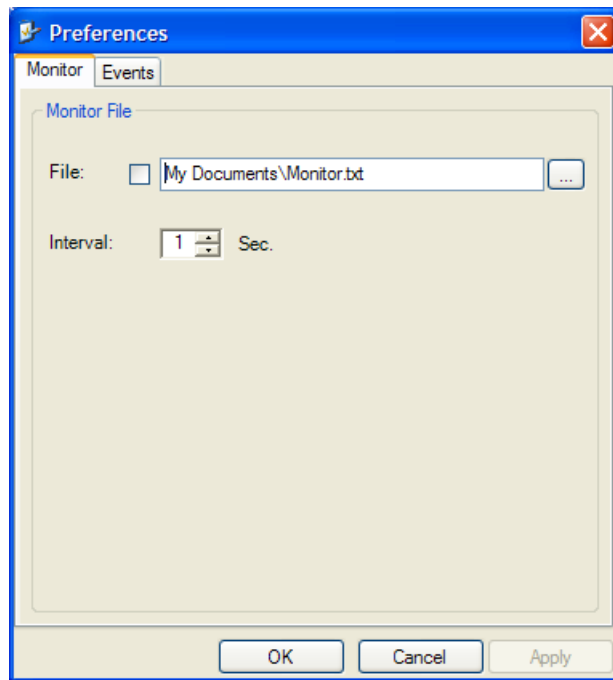 Preferences
Monitor Events
Monitor File
File: My Documents\Monitor.txt ...
Interval: 1 Sec.
OK Cancel Apply